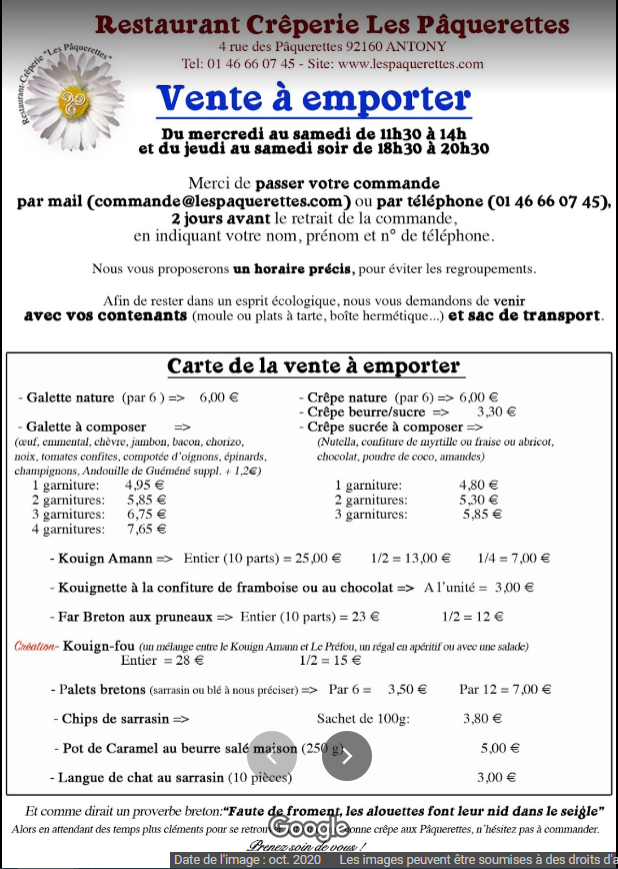 Restaurant Crêperie Les Pâquerettes
4 rue des Pâquerettes 92160 ANTONY
Tel: 01 46 66 07 45 - Site: www.lespaquerettes.com
Restaurant-Crêperie "Les Pâquerettes"
Vente à emporter
Du mercredi au samedi de 11h30 à 14h
et du jeudi au samedi soir de 18h30 à 20h30
Merci de passer votre commande
par mail (commande@lespaquerettes.com) ou par téléphone (01 46 66 07 45),
2 jours avant le retrait de la commande,
en indiquant votre nom, prénom et n° de téléphone.
Nous vous proposerons un horaire précis, pour éviter les regroupements.
Afin de rester dans un esprit écologique, nous vous demandons de venir
avec vos contenants (moule ou plats à tarte, boîte hermétique...) et sac de transport.
Carte de la vente à emporter
- Galette nature (par 6 ) => 6,00 €
- Galette à composer =>
(œuf, emmental, chèvre, jambon, bacon, chorizo,
noix, tomates confites, compotée d'oignons, épinards,
champignons, Andouille de Guéméné suppl. + 1,2€)
1 garniture: 4,95 €
2 garnitures: 5,85 €
3 garnitures: 6,75 €
4 garnitures: 7,65 €
- Crêpe nature (par 6) => 6,00 €
- Crêpe beurre/sucre => 3,30 €
- Crêpe sucrée à composer =>
(Nutella, confiture de myrtille ou fraise ou abricot,
chocolat, poudre de coco, amandes)
1 garniture: 4,80 €
2 garnitures: 5,30 €
3 garnitures: 5,85 €
- Kouign Amann => Entier (10 parts) = 25,00 € 1/2 = 13,00 € 1/4 = 7,00 €
- Kouignette à la confiture de framboise ou au chocolat => A l'unité = 3,00 €
- Far Breton aux pruneaux => Entier (10 parts) = 23 € 1/2 = 12 €
Création- Kouign-fou (un mélange entre le Kouign Amann et Le Préfou, un régal en apéritif ou avec une salade)
Entier = 28 € 1/2 = 15 €
- Palets bretons (sarrasin ou blé à nous préciser) => Par 6 = 3,50 € Par 12 = 7,00 €
- Chips de sarrasin => Sachet de 100g: 3,80 €
- Pot de Caramel au beurre salé maison (250 g) 5,00 €
- Langue de chat au sarrasin (10 pièces) 3,00 €
Et comme dirait un proverbe breton:"Faute de froment, les alouettes font leur nid dans le seigle"
Alors en attendant des temps plus cléments pour se retrouver bonne crêpe aux Pâquerettes, n'hésitez pas à commander.
Google
Prenez soin de vous !
Date de l'image : oct. 2020 Les images peuvent être soumises à des droits d'a